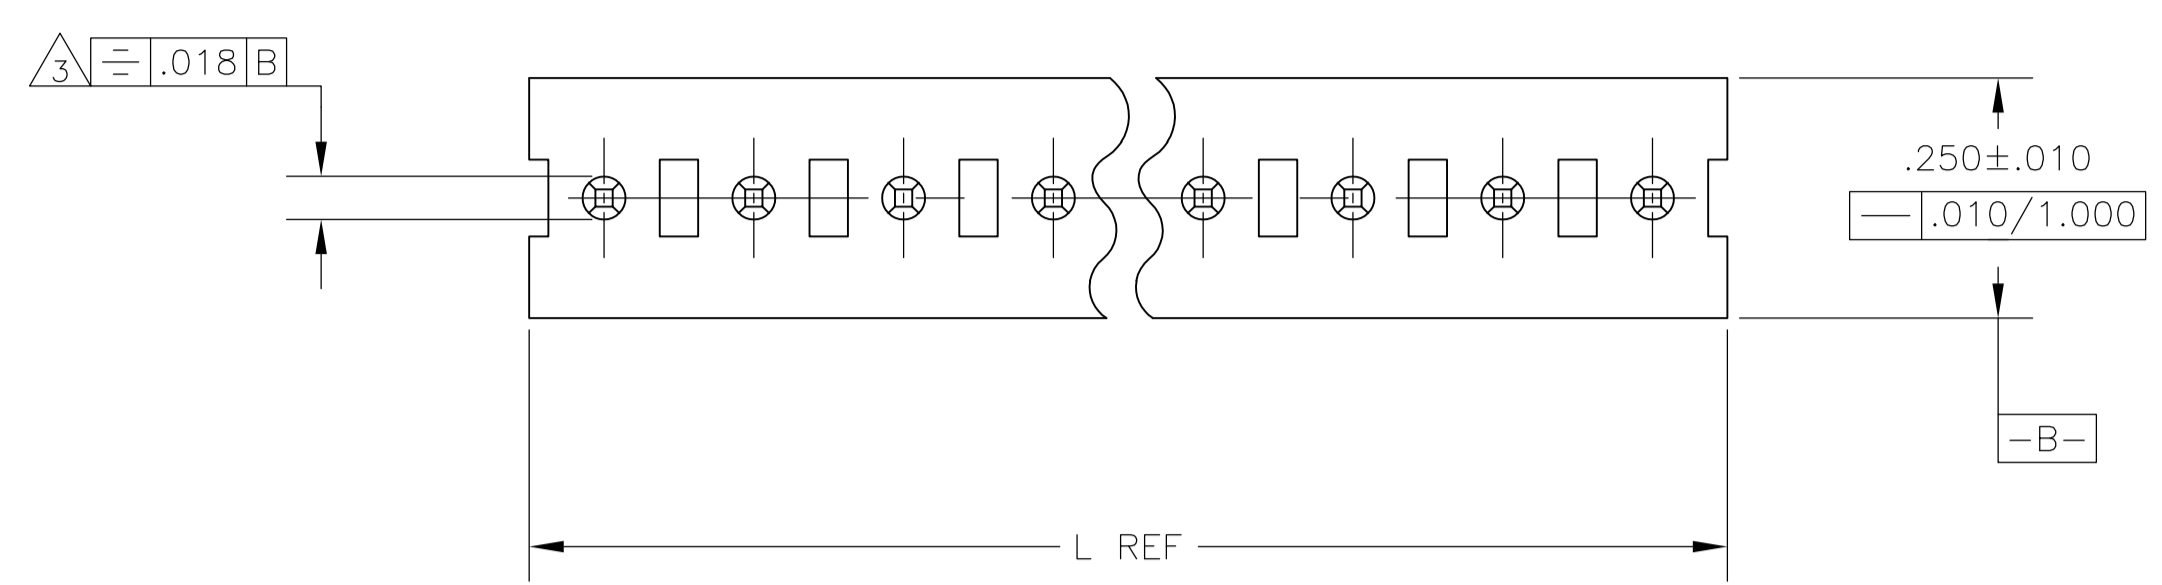 3 ⌯ .018 B
.250±.010
— .010/1.000
-B-
L REF